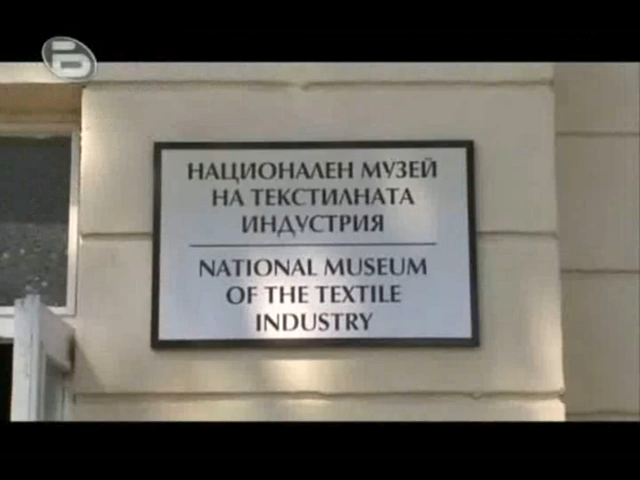 Б
НАЦИОНАЛЕН МУЗЕЙ
НА ТЕКСТИЛНАТА
ИНДУСТРИЯ
NATIONAL MUSEUM
OF THE TEXTILE
INDUSTRY